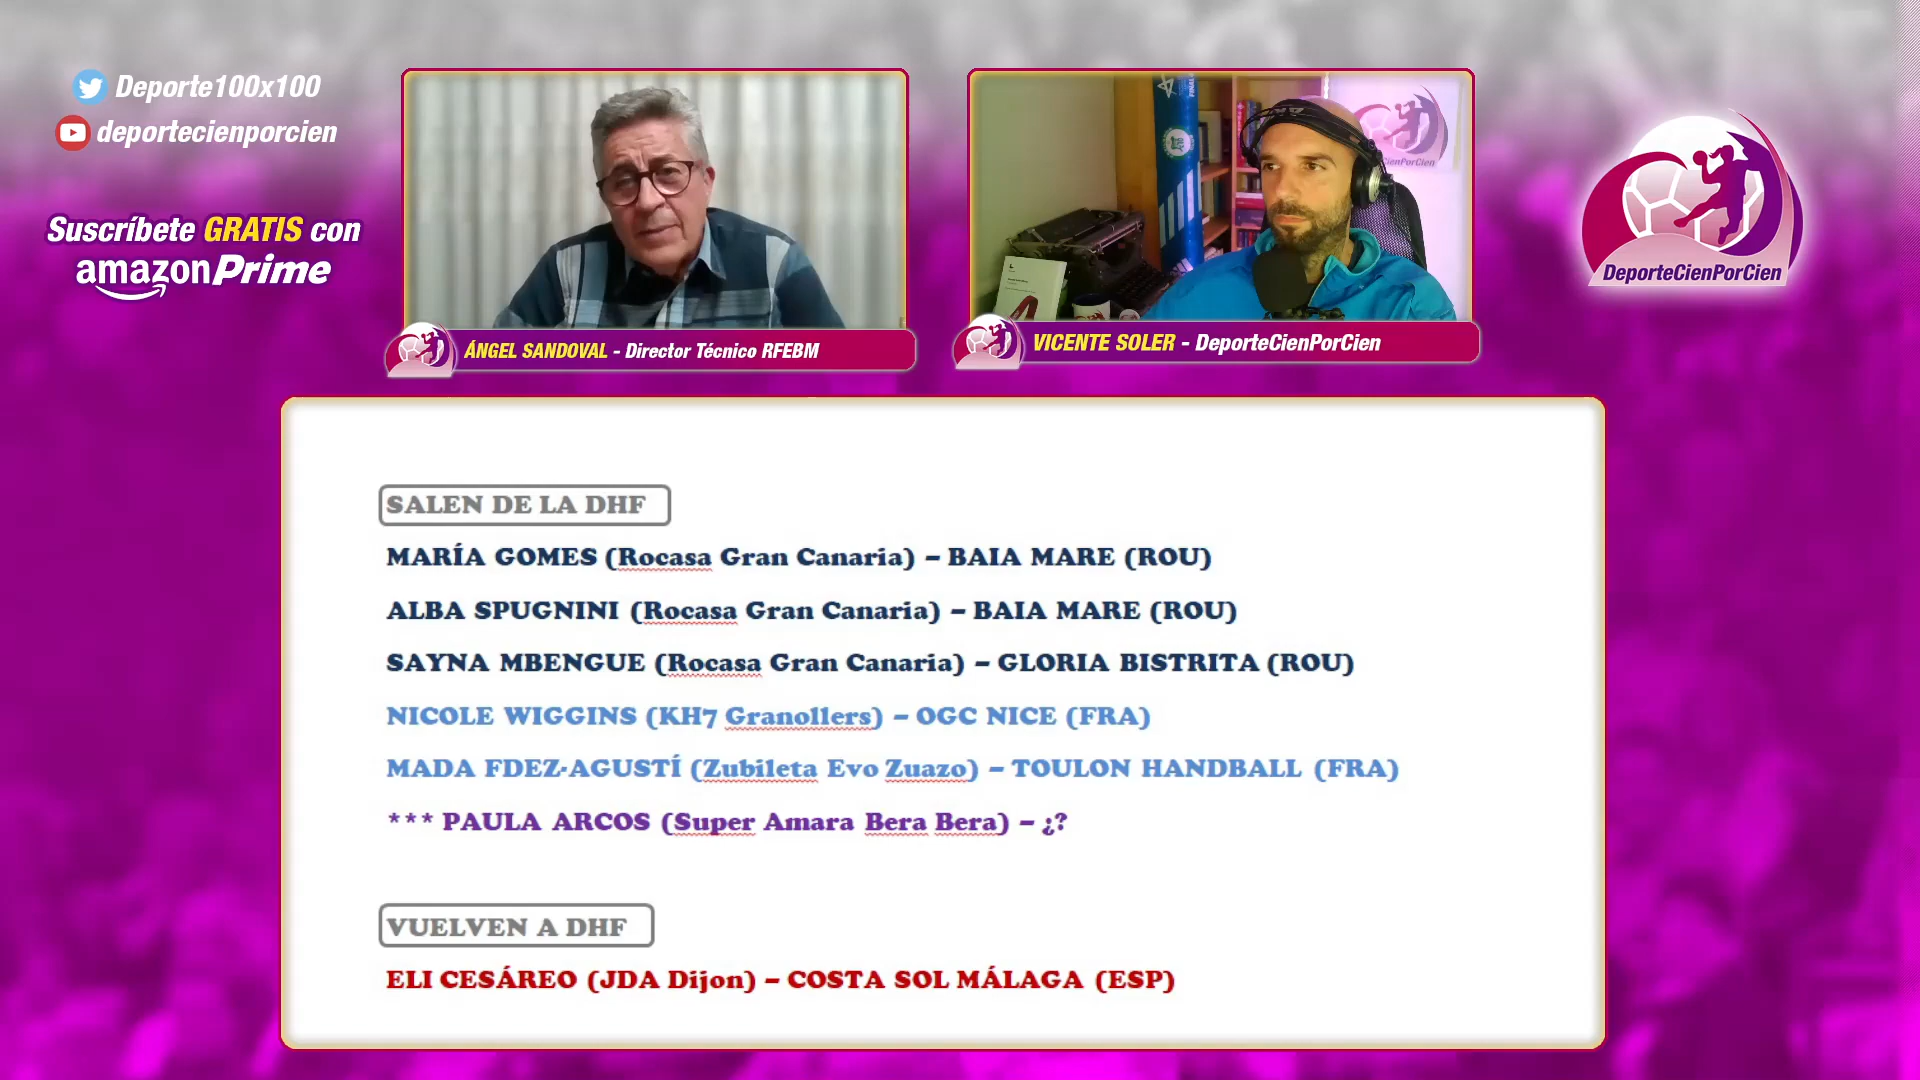 Deporte100x100
deportecienporcien
Suscríbete GRATIS con
amazonPrime
ÁNGEL SANDOVAL - Director Técnico RFEBM
VICENTE SOLER - DeporteCienPorCien
DeporteCienPorCien
SALEN DE LA DHF
MARÍA GOMES (Rocasa Gran Canaria) – BAIA MARE (ROU)
ALBA SPUGNINI (Rocasa Gran Canaria) – BAIA MARE (ROU)
SAYNA MBENGUE (Rocasa Gran Canaria) – GLORIA BISTRITA (ROU)
NICOLE WIGGINS (KH7 Granollers) – OGC NICE (FRA)
MADA FDEZ-AGUSTÍ (Zubileta Evo Zuazo) – TOULON HANDBALL (FRA)
*** PAULA ARCOS (Super Amara Bera Bera) – ¿?
VUELVEN A DHF
ELI CESÁREO (JDA Dijon) – COSTA SOL MÁLAGA (ESP)